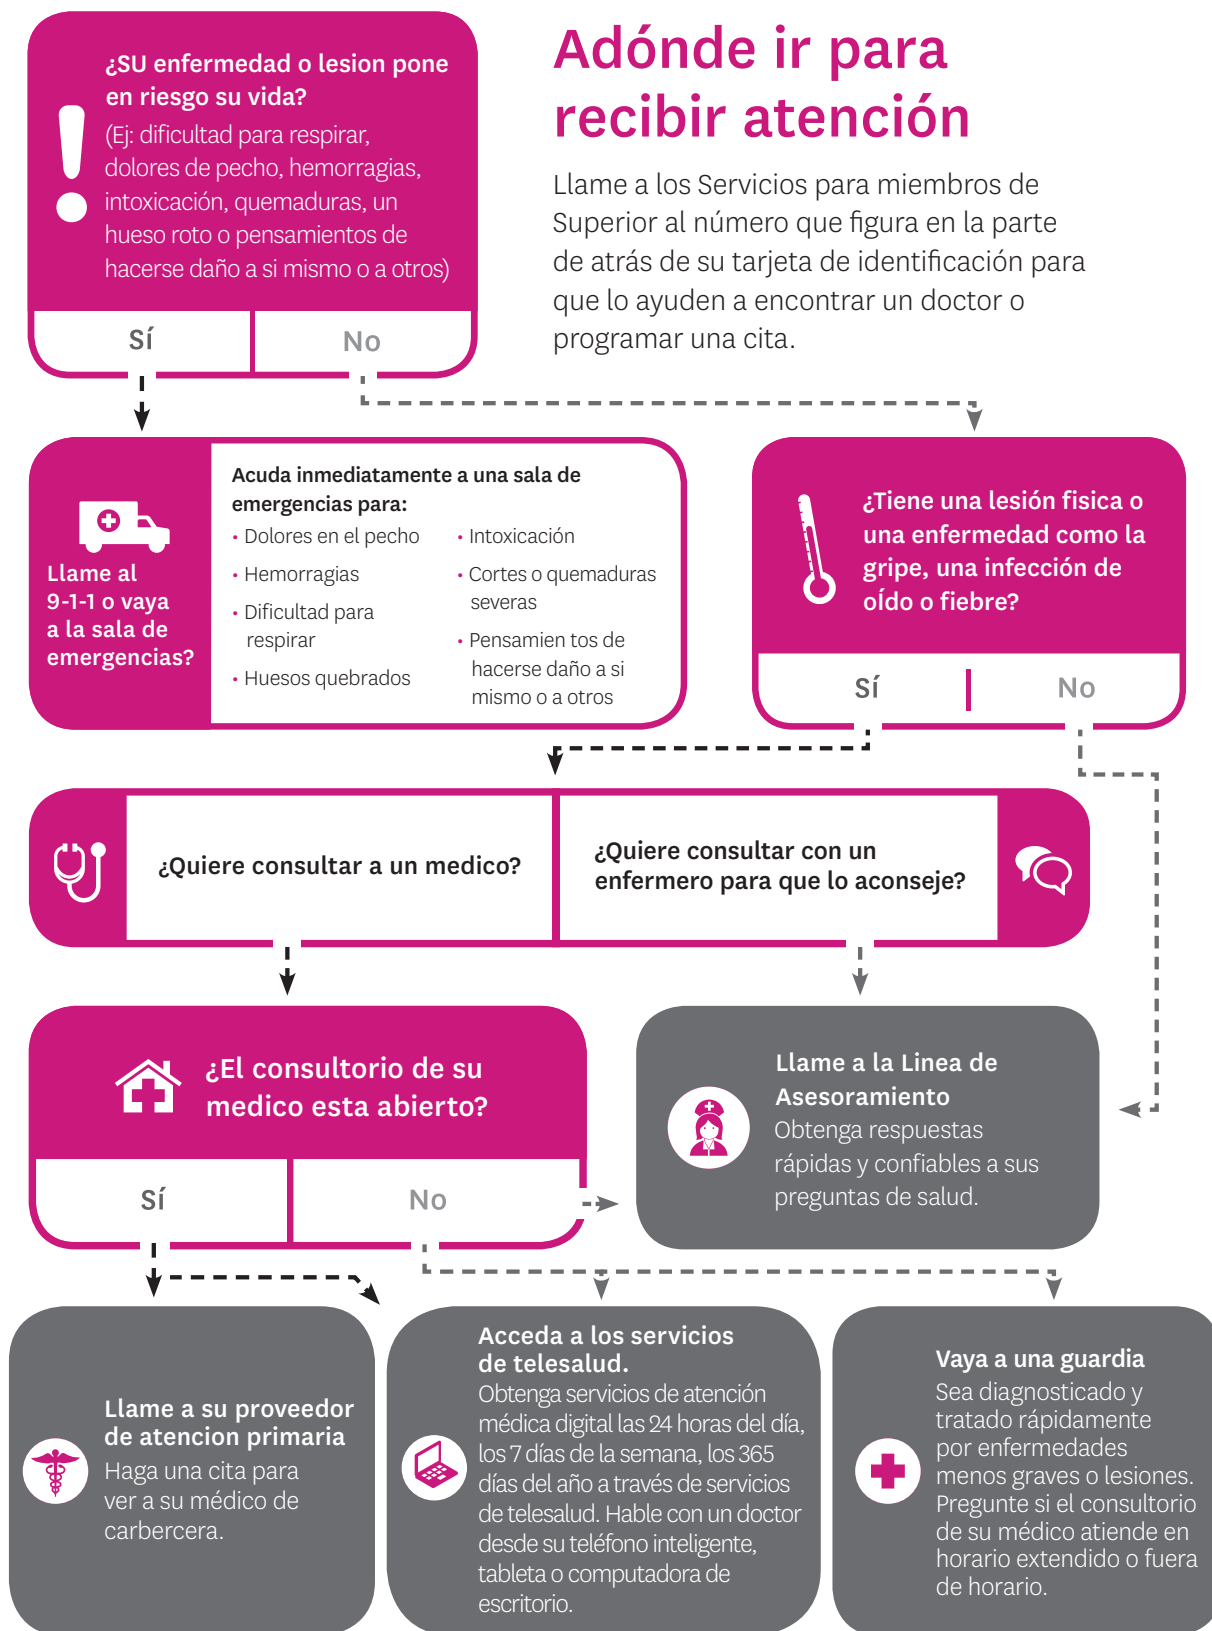 ¿SU enfermedad o lesion pone
en riesgo su vida?
(Ej: dificultad para respirar,
dolores de pecho, hemorragias,
intoxicación, quemaduras, un
hueso roto o pensamientos de
hacerse daño a si mismo o a otros)
Sí
No
Adónde ir para
recibir atención
Llame a los Servicios para miembros de
Superior al número que figura en la parte
de atrás de su tarjeta de identificación para
que lo ayuden a encontrar un doctor o
programar una cita.
Llame al
9-1-1 o vaya
a la sala de
emergencias?
Acuda inmediatamente a una sala de
emergencias para:
• Dolores en el pecho
• Hemorragias
• Dificultad para
respirar
• Huesos quebrados
• Intoxicación
• Cortes o quemaduras
severas
• Pensamien tos de
hacerse daño a si
mismo o a otros
¿Tiene una lesión fisica o
una enfermedad como la
gripe, una infección de
oÍdo o fiebre?
Sí
No
¿Quiere consultar a un medico?
¿Quiere consultar con un
enfermero para que lo aconseje?
¿El consultorio de su
medico esta abierto?
Sí
No
Llame a la Linea de
Asesoramiento
Obtenga respuestas
rápidas y confiables a sus
preguntas de salud.
Llame a su proveedor
de atencion primaria
Haga una cita para
ver a su médico de
carbercera.
Acceda a los servicios
de telesalud.
Obtenga servicios de atención
médica digital las 24 horas del día,
los 7 días de la semana, los 365
días del año a través de servicios
de telesalud. Hable con un doctor
desde su teléfono inteligente,
tableta o computadora de
escritorio.
Vaya a una guardia
Sea diagnosticado y
tratado rápidamente
por enfermedades
menos graves o lesiones.
Pregunte si el consultorio
de su médico atiende en
horario extendido o fuera
de horario.